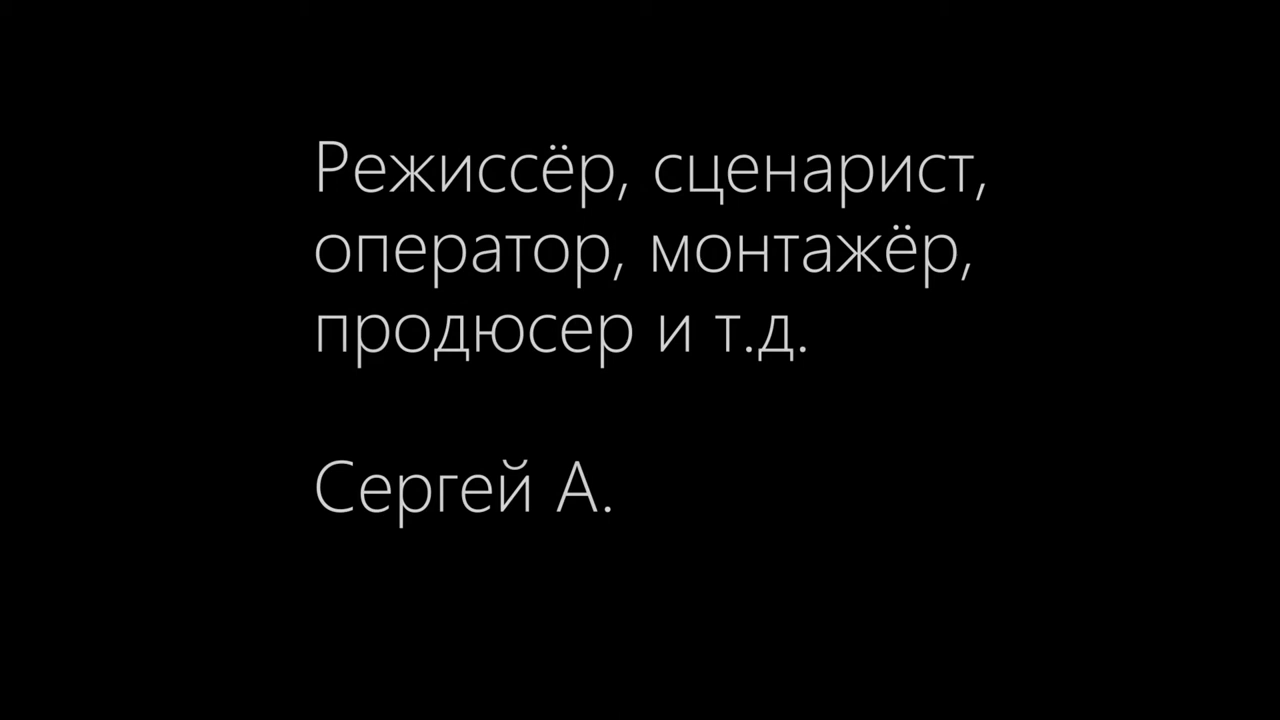 Режиссёр, сценарист,
оператор, монтажёр,
продюсер и т.д.
Сергей А.